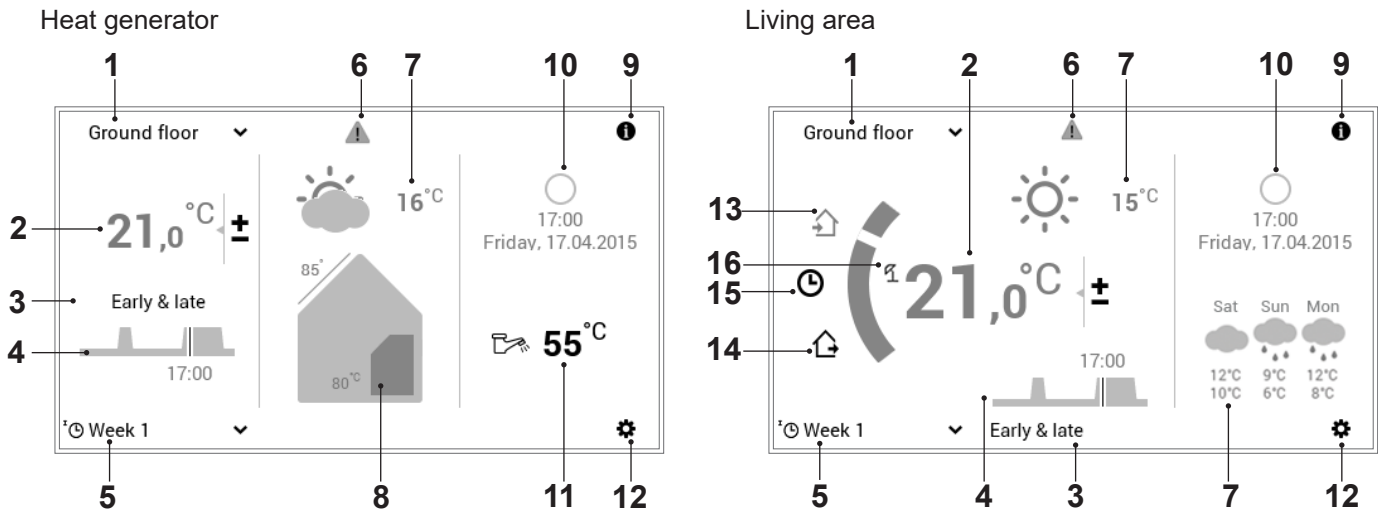 Heat generator
1 6 7 10 9
Ground floor
16°C
2 21,0°C ±
17:00
Friday, 17.04.2015
85°
3 Early & late
4
17:00
55°C
80°C
I Week 1
5 8 11 12
Living area
1 2 6 7 10 9
Ground floor
15°C
13
17:00
Friday, 17.04.2015
16
15 21,0°C ±
Sat Sun Mon
14
17:00
12°C 9°C 12°C
10°C 6°C 8°C
I Week 1 Early & late
5 4 3 7 12